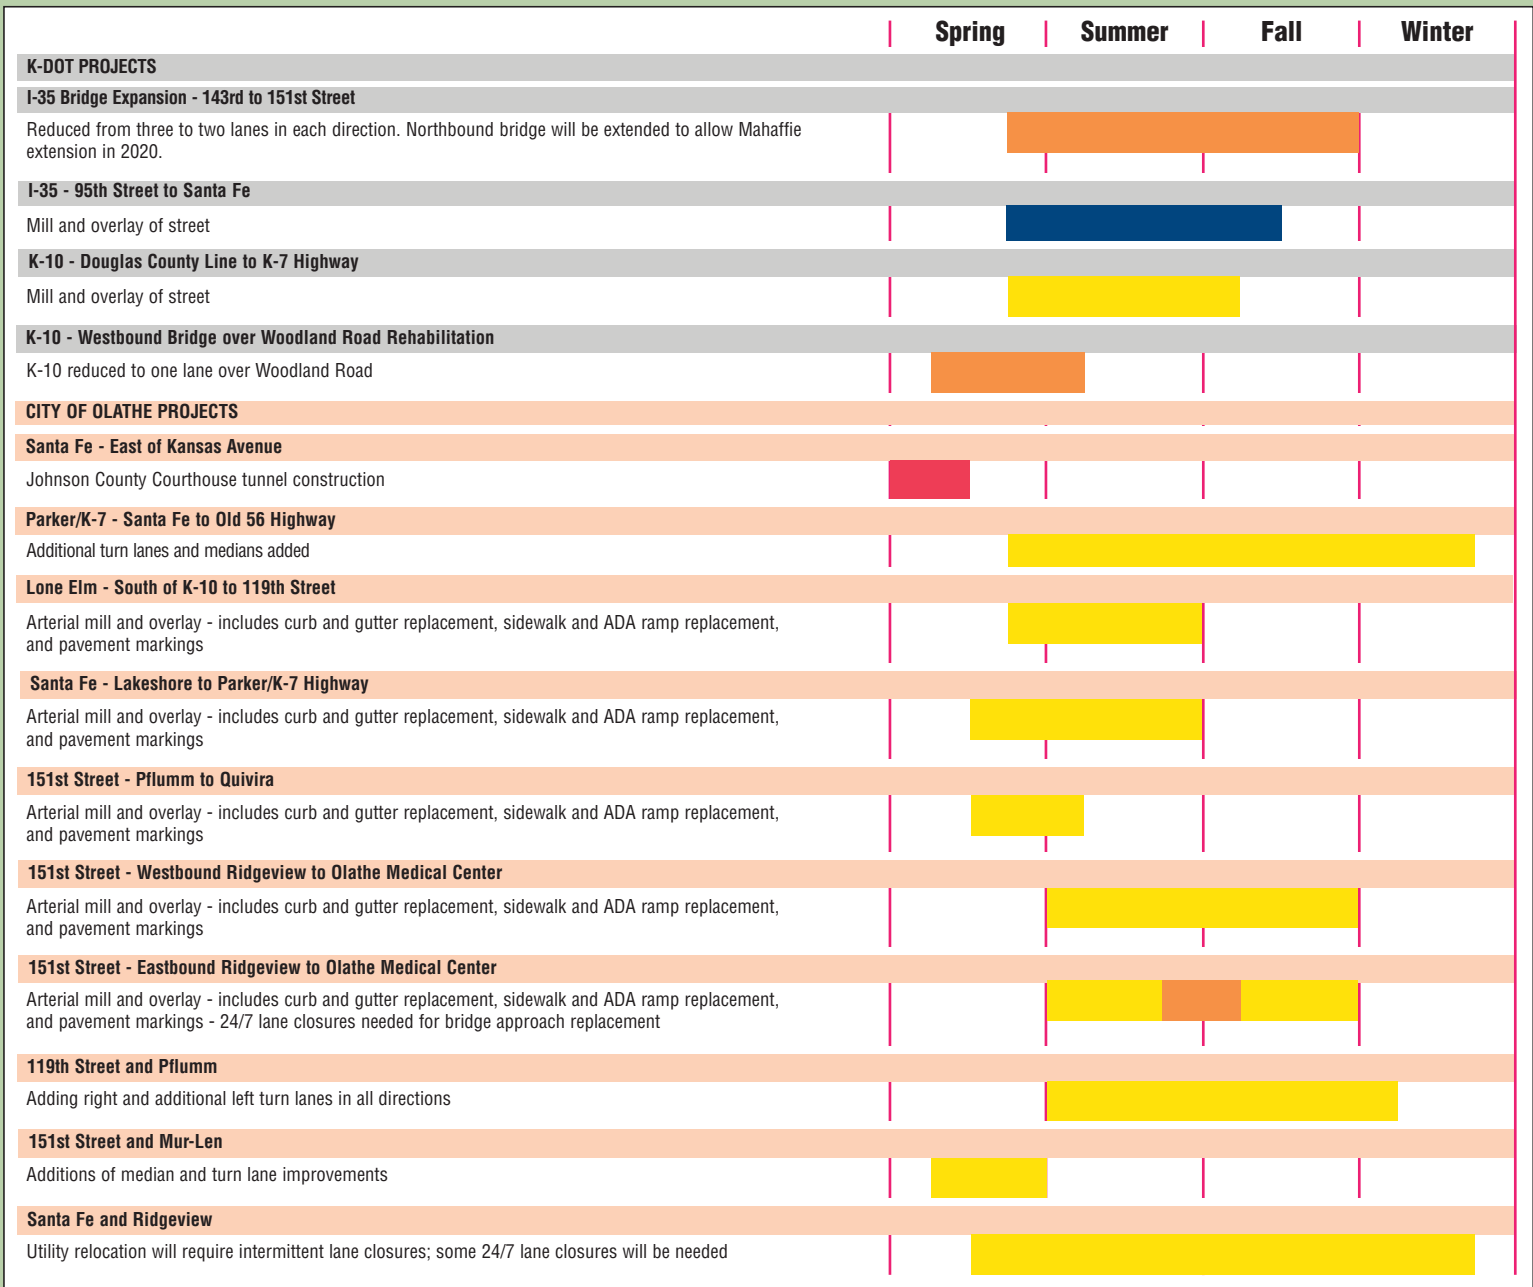 Spring Summer Fall Winter
K-DOT PROJECTS
I-35 Bridge Expansion - 143rd to 151st Street
Reduced from three to two lanes in each direction. Northbound bridge will be extended to allow Mahaffie
extension in 2020.
I-35 - 95th Street to Santa Fe
Mill and overlay of street
K-10 - Douglas County Line to K-7 Highway
Mill and overlay of street
K-10 - Westbound Bridge over Woodland Road Rehabilitation
K-10 reduced to one lane over Woodland Road
CITY OF OLATHE PROJECTS
Santa Fe - East of Kansas Avenue
Johnson County Courthouse tunnel construction
Parker/K-7 - Santa Fe to Old 56 Highway
Additional turn lanes and medians added
Lone Elm - South of K-10 to 119th Street
Arterial mill and overlay - includes curb and gutter replacement, sidewalk and ADA ramp replacement,
and pavement markings
Santa Fe - Lakeshore to Parker/K-7 Highway
Arterial mill and overlay - includes curb and gutter replacement, sidewalk and ADA ramp replacement,
and pavement markings
151st Street - Pflumm to Quivira
Arterial mill and overlay - includes curb and gutter replacement, sidewalk and ADA ramp replacement,
and pavement markings
151st Street - Westbound Ridgeview to Olathe Medical Center
Arterial mill and overlay - includes curb and gutter replacement, sidewalk and ADA ramp replacement,
and pavement markings
151st Street - Eastbound Ridgeview to Olathe Medical Center
Arterial mill and overlay - includes curb and gutter replacement, sidewalk and ADA ramp replacement,
and pavement markings - 24/7 lane closures needed for bridge approach replacement
119th Street and Pflumm
Adding right and additional left turn lanes in all directions
151st Street and Mur-Len
Additions of median and turn lane improvements
Santa Fe and Ridgeview
Utility relocation will require intermittent lane closures; some 24/7 lane closures will be needed